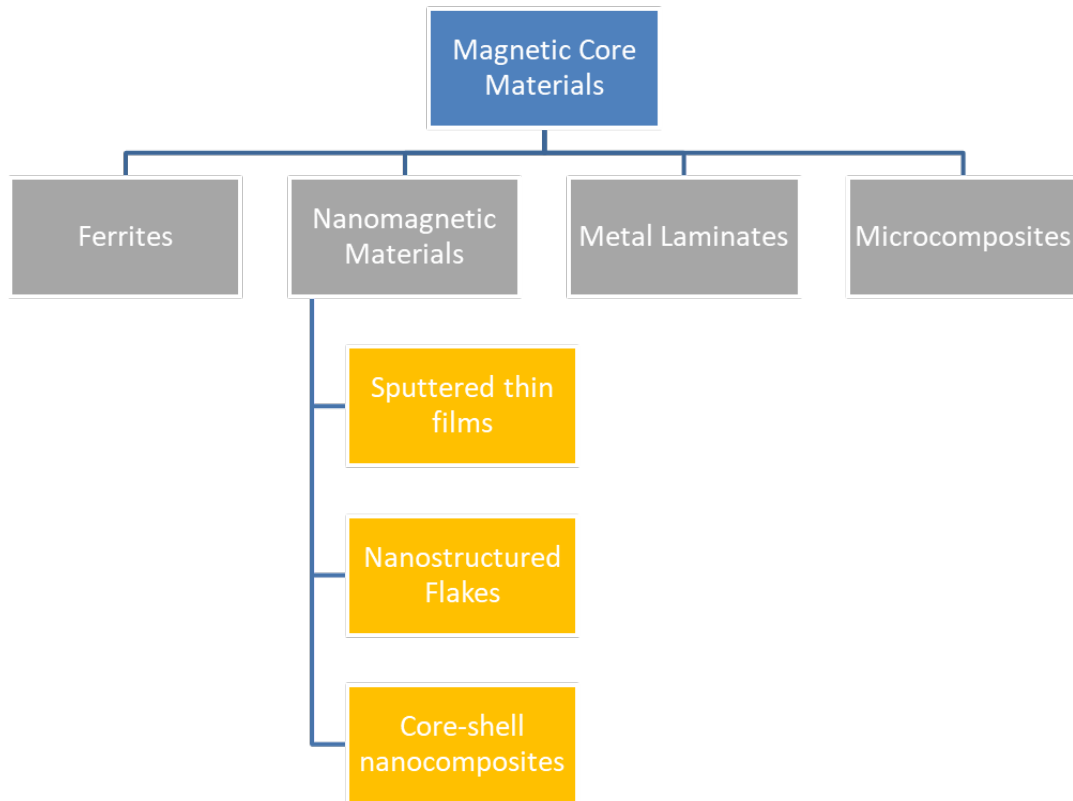 Magnetic Core
Materials
Ferrites
Nanomagnetic
Materials
Metal Laminates
Microcomposites
Sputtered thin
films
Nanostructured
Flakes
Core-shell
nanocomposites